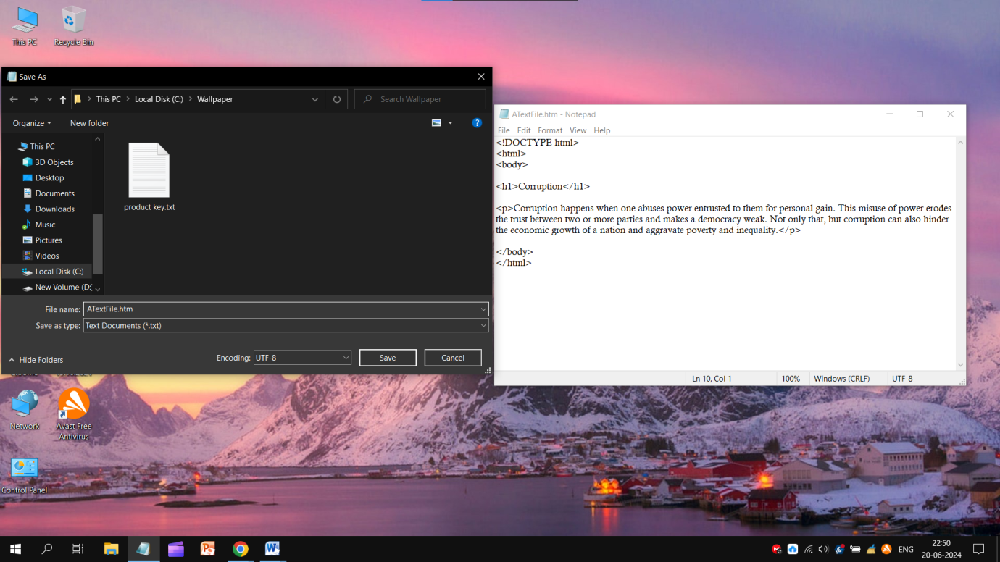 This PC
Recycle Bin
Save As
This PC
Local Disk (C:)
Wallpaper
Search Wallpaper
Organize
New folder
This PC
3D Objects
Desktop
Documents
Downloads
Music
Pictures
Videos
Local Disk (C:)
New Volume (D:
product key.txt
File name:
ATextFile.htm
Save as type:
Text Documents (*.txt)
Hide Folders
Encoding:
UTF-8
Save
Cancel
ATextFile.htm - Notepad
File Edit Format View Help
<!DOCTYPE html>
<html>
<body>
<h1>Corruption</h1>
<p>Corruption happens when one abuses power entrusted to them for personal gain. This misuse of power erodes
the trust between two or more parties and makes a democracy weak. Not only that, but corruption can also hinder
the economic growth of a nation and aggravate poverty and inequality.</p>
</body>
</html>
Ln 10, Col 1
100%
Windows (CRLF)
UTF-8
Network
Avast Free
Antivirus
Control Panel
ENG
22:50
20-06-2024